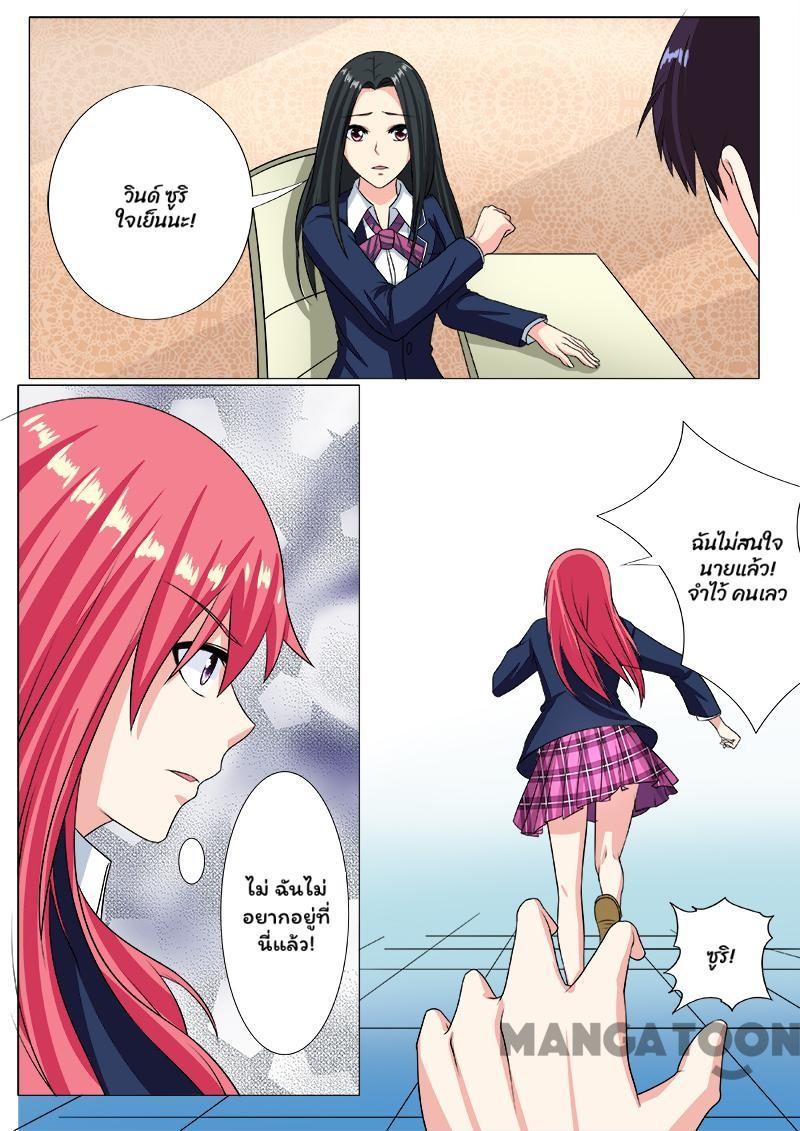 วินด์ ซูริ
ใจเย็นนะ!
ฉันไม่สนใจ
นายแล้ว!
จำไว้ คนเลว
ไม่ ฉันไม่
อยากอยู่ที่
นี่แล้ว!
ซูริ!
MANGATOON